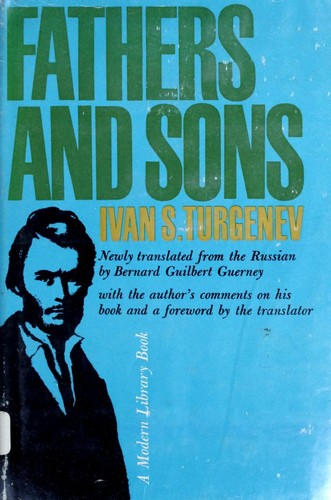 FATHERS
AND SONS
IVAN S. TURGENEV
Newly translated from the Russian
by Bernard Guilbert Guerney
with the author's comments on his
book and a foreword by the translator
A Modern Library Book